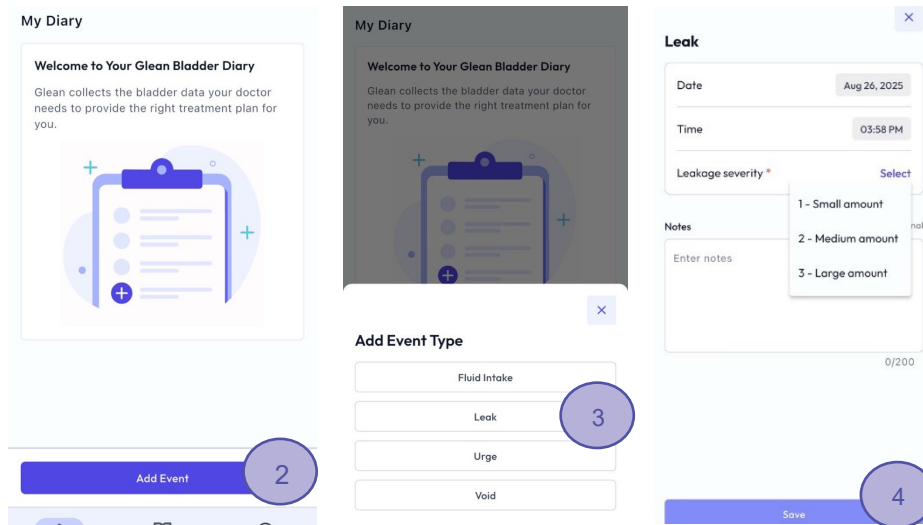 My Diary
Welcome to Your Glean Bladder Diary
Glean collects the bladder data your doctor
needs to provide the right treatment plan for
you.
Add Event
2
My Diary
Welcome to Your Glean Bladder Diary
Glean collects the bladder data your doctor
needs to provide the right treatment plan for
you.
Add Event Type
Fluid Intake
Leak
3
Urge
Void
Leak
Date Aug 26, 2025
Time 03:58 PM
Leakage severity * Select
1 - Small amount
Notes
2 - Medium amount
Enter notes
3 - Large amount
0/200
4
Save